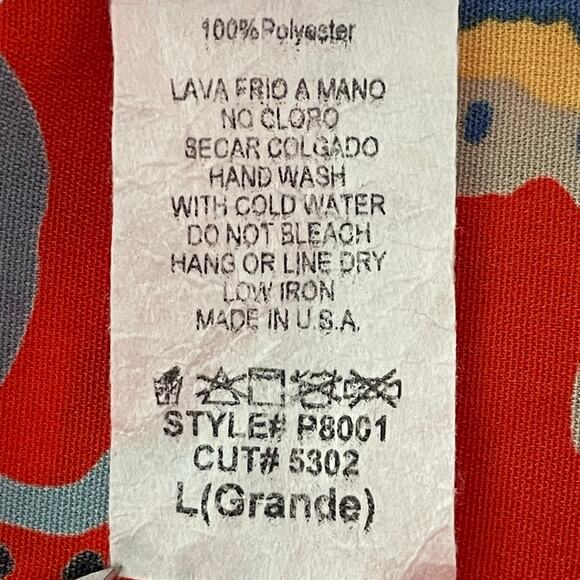 100%Polyester
LAVA FRIO A MANO
NO CLORO
SECAR COLGADO
HAND WASH
WITH COLD WATER
DO NOT BLEACH
HANG OR LINE DRY
LOW IRON
MADE IN U.S.A.
STYLE# P8001
CUT# 5302
L(Grande)